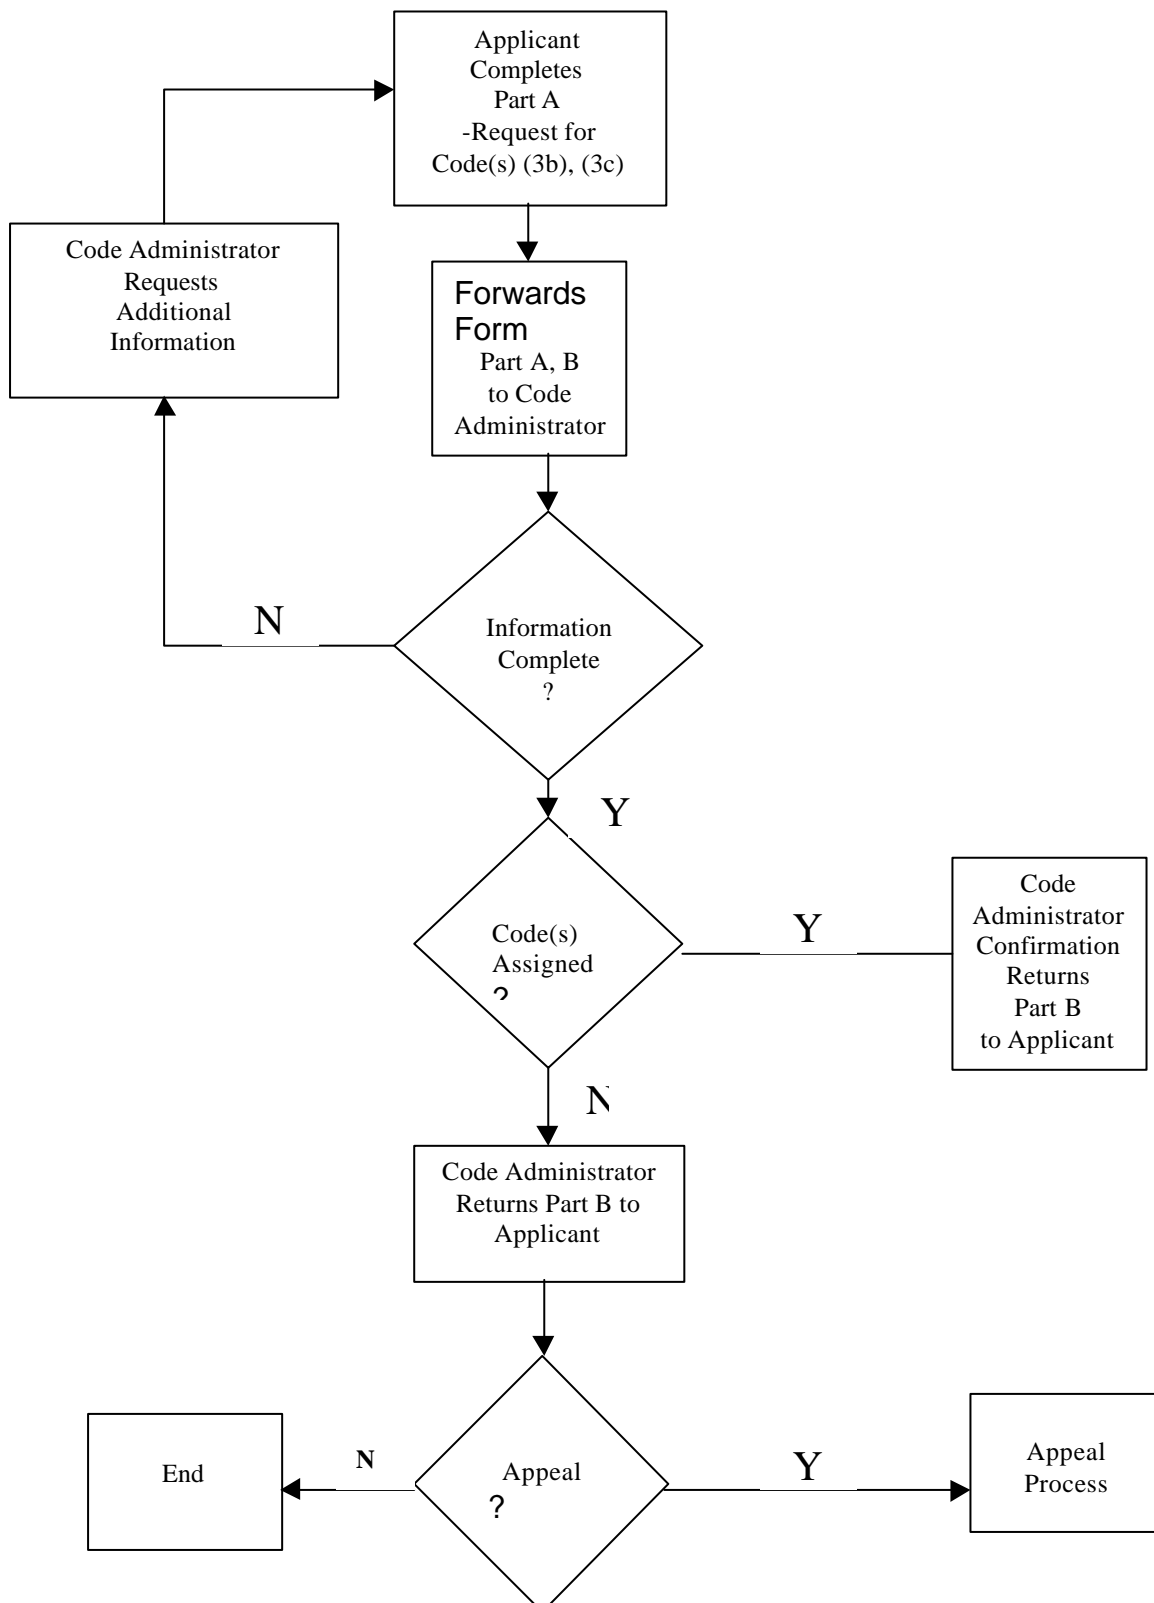 Applicant
Completes
Part A
-Request for
Code(s) (3b), (3c)
Code Administrator
Requests
Additional
Information
Forwards
Form
Part A, B
to Code
Administrator
N
Information
Complete
?
Y
Code(s)
Assigned
?
Y
Code
Administrator
Confirmation
Returns
Part B
to Applicant
N
Code Administrator
Returns Part B to
Applicant
End
N
Appeal
?
Y
Appeal
Process